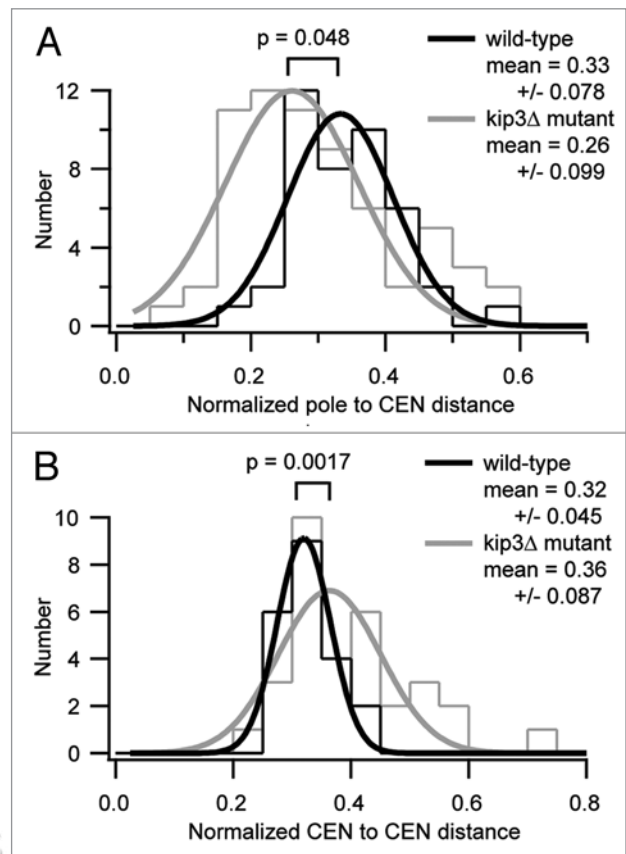 A
p = 0.048
wild-type
mean = 0.33
+/- 0.078
kip3Δ mutant
mean = 0.26
+/- 0.099
Number
12
8
4
0
0.0 0.2 0.4 0.6
Normalized pole to CEN distance
B
p = 0.0017
wild-type
mean = 0.32
+/- 0.045
kip3Δ mutant
mean = 0.36
+/- 0.087
Number
10
8
6
4
2
0
0.0 0.2 0.4 0.6 0.8
Normalized CEN to CEN distance